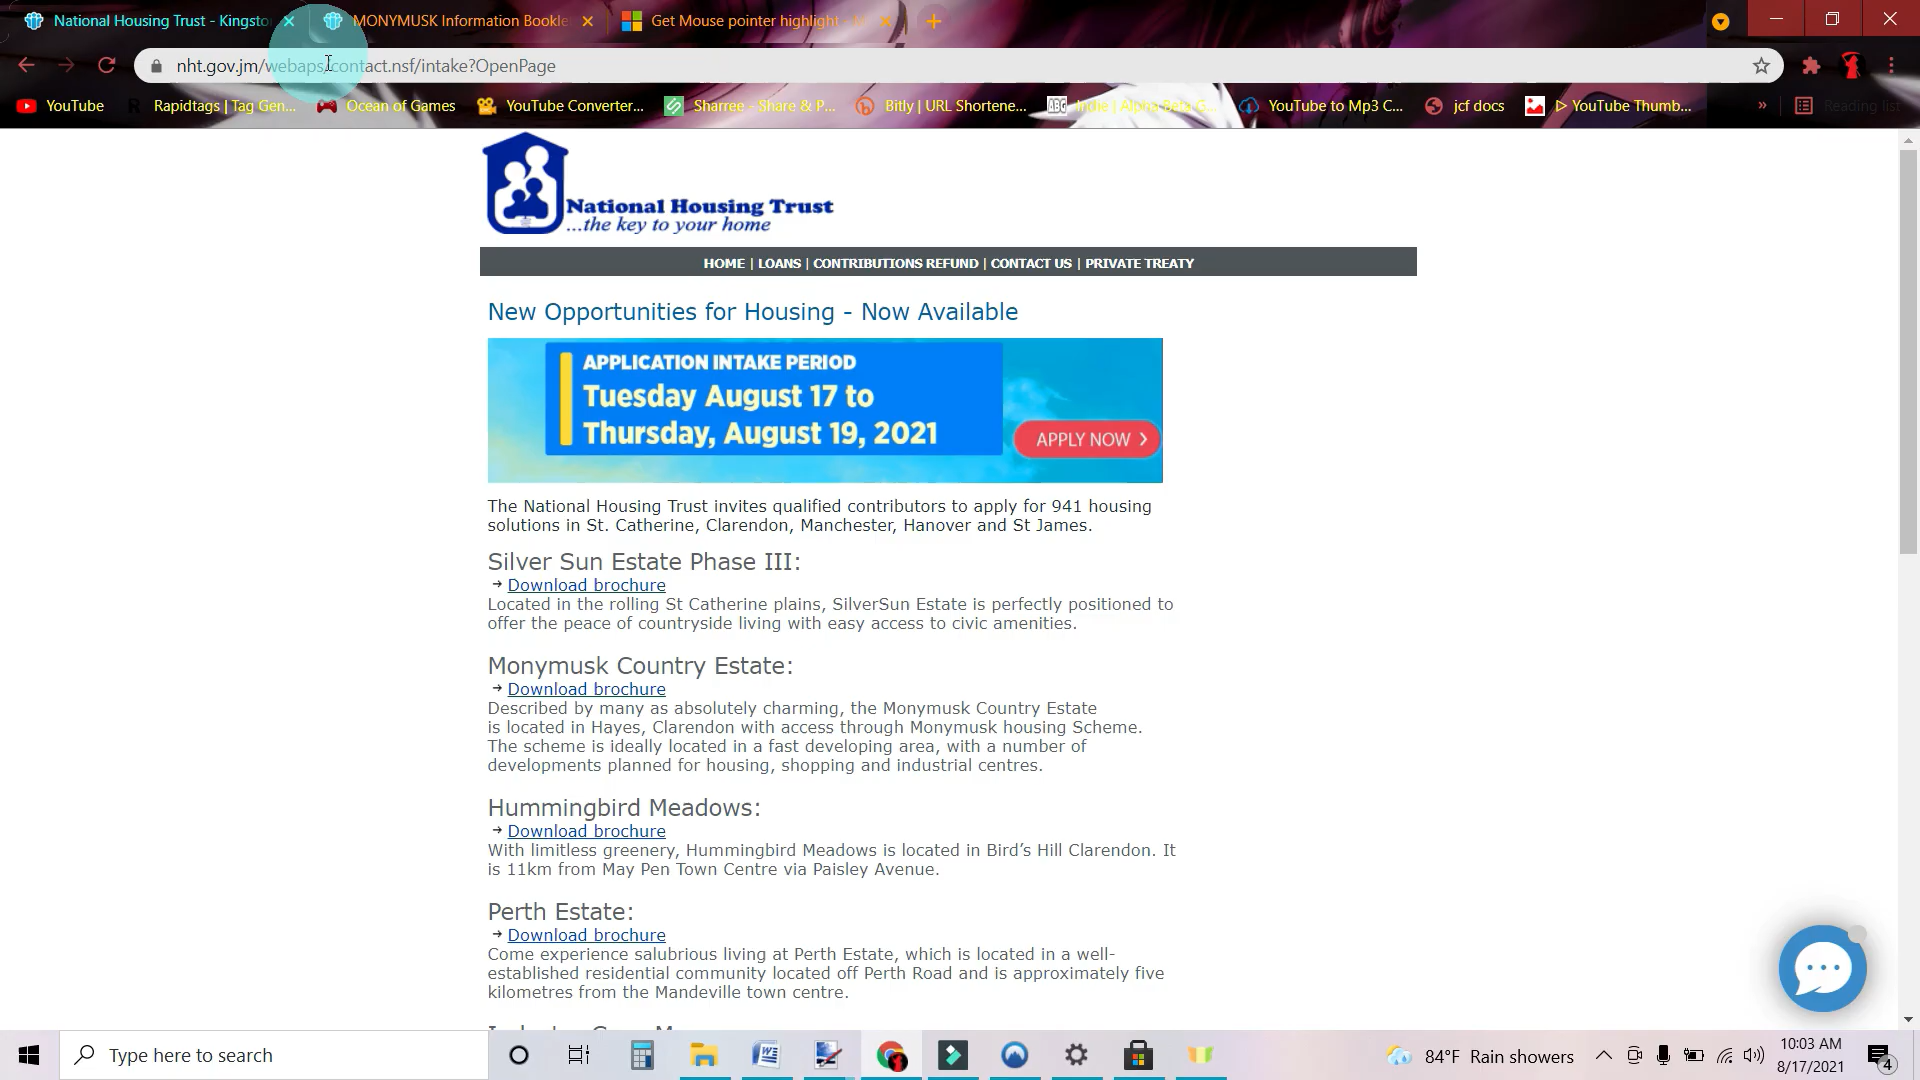 National Housing Trust - Kingsto
MONYMUSK Information Bookle
Get Mouse pointer highlight -
nht.gov.jm/webaps/contact.nsf/intake?OpenPage
YouTube
Rapidtags | Tag Gen...
Ocean of Games
YouTube Converter...
Sharree - Share & P...
Bitly | URL Shortene...
Indie | Alpha Beta G...
YouTube to Mp3 C...
jcf docs
YouTube Thumb...
»
Reading list
National Housing Trust
...the key to your home
HOME | LOANS | CONTRIBUTIONS REFUND | CONTACT US | PRIVATE TREATY
New Opportunities for Housing - Now Available
APPLICATION INTAKE PERIOD
Tuesday August 17 to
Thursday, August 19, 2021
APPLY NOW
The National Housing Trust invites qualified contributors to apply for 941 housing
solutions in St. Catherine, Clarendon, Manchester, Hanover and St James.
Silver Sun Estate Phase III:
Download brochure
Located in the rolling St Catherine plains, SilverSun Estate is perfectly positioned to
offer the peace of countryside living with easy access to civic amenities.
Monymusk Country Estate:
Download brochure
Described by many as absolutely charming, the Monymusk Country Estate
is located in Hayes, Clarendon with access through Monymusk housing Scheme.
The scheme is ideally located in a fast developing area, with a number of
developments planned for housing, shopping and industrial centres.
Hummingbird Meadows:
Download brochure
With limitless greenery, Hummingbird Meadows is located in Bird's Hill Clarendon. It
is 11km from May Pen Town Centre via Paisley Avenue.
Perth Estate:
Download brochure
Come experience salubrious living at Perth Estate, which is located in a well-
established residential community located off Perth Road and is approximately five
kilometres from the Mandeville town centre.
Type here to search
84°F Rain showers
10:03 AM
8/17/2021
4